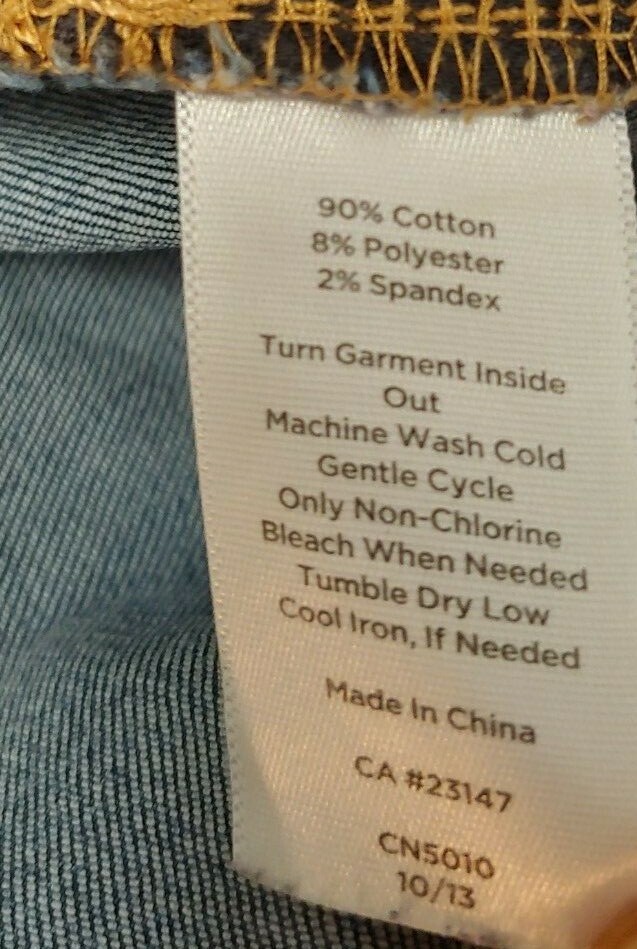 90% Cotton
8% Polyester
2% Spandex
Turn Garment Inside
Out
Machine Wash Cold
Gentle Cycle
Only Non-Chlorine
Bleach When Needed
Tumble Dry Low
Cool Iron, If Needed
Made In China
CA #23147
CN5010
10/13